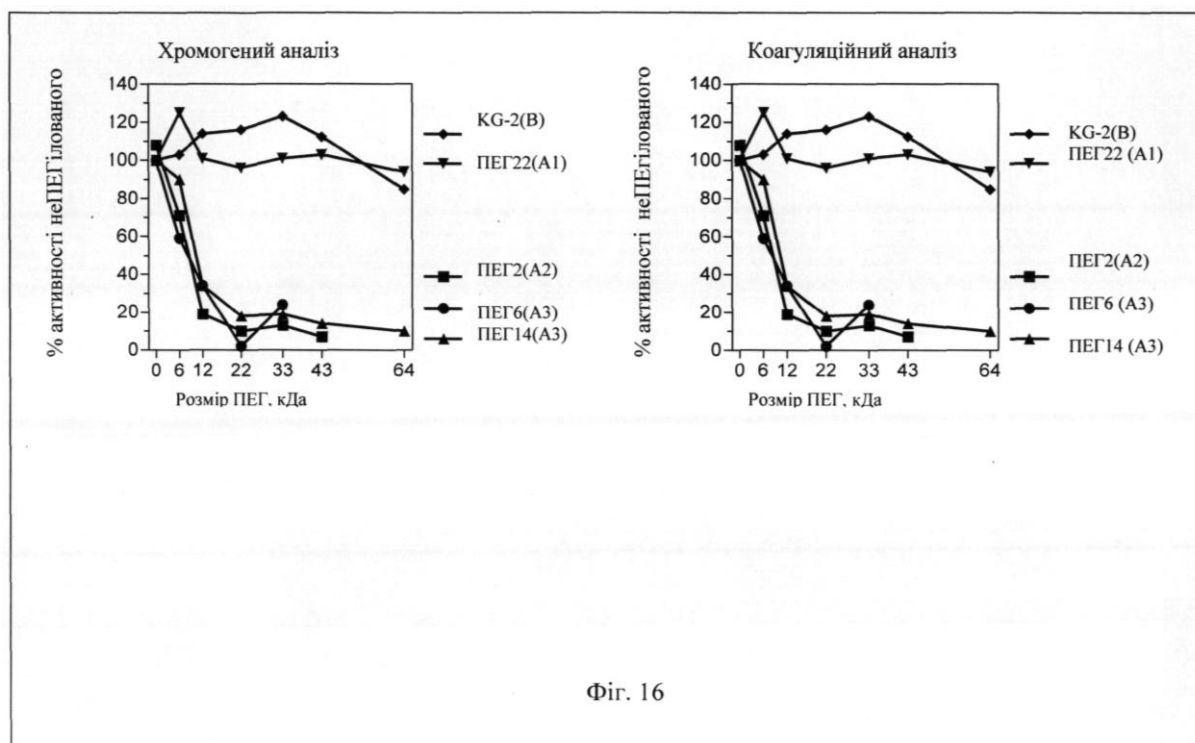 Хромогений аналіз
% активності неПЕГілованого
140
120
100
80
60
40
20
0
0 6 12 22 33 43 64
Розмір ПЕГ, кДа
KG-2(B)
ПЕГ22(A1)
ПЕГ2(A2)
ПЕГ6(A3)
ПЕГ14(A3)
Коагуляційний аналіз
% активності неПЕГілованого
140
120
100
80
60
40
20
0
0 6 12 22 33 43 64
Розмір ПЕГ, кДа
KG-2(B)
ПЕГ22 (A1)
ПЕГ2(A2)
ПЕГ6 (A3)
ПЕГ14 (A3)
Фіг. 16